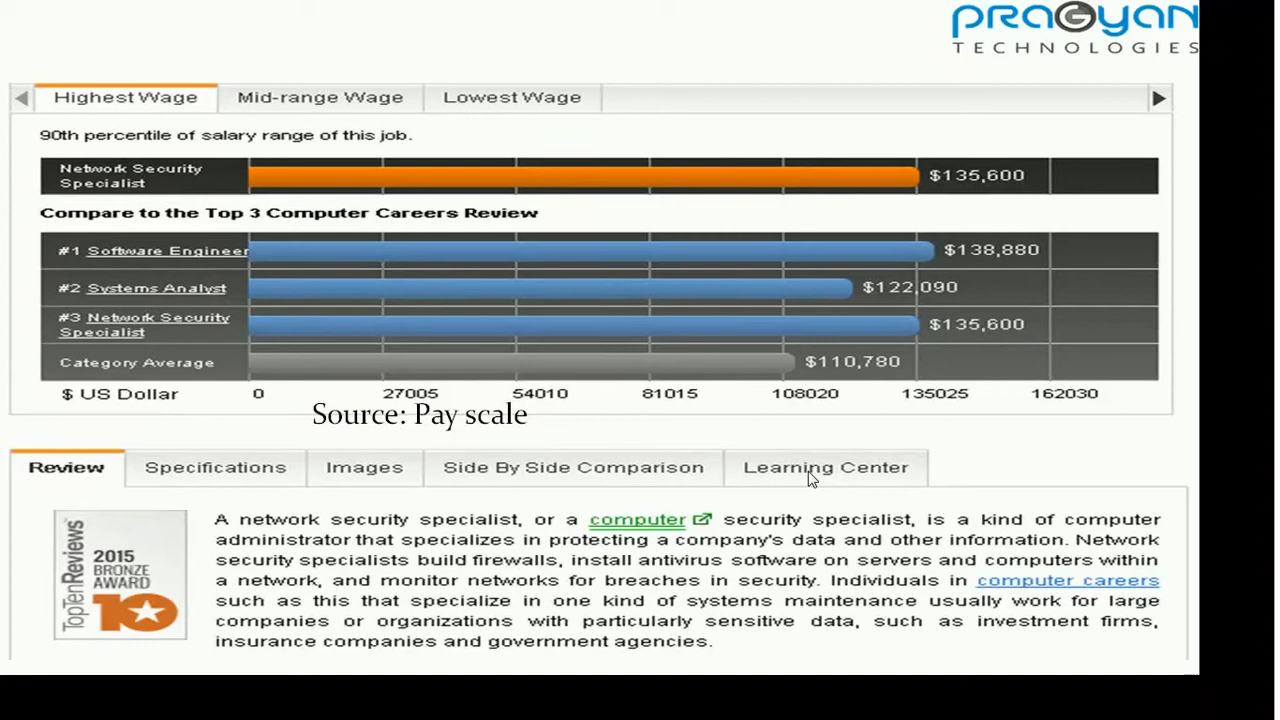 PRAGYAN
TECHNOLOGIES
Highest Wage Mid-range Wage Lowest Wage
90th percentile of salary range of this job.
Network Security
Specialist
$135,600
Compare to the Top 3 Computer Careers Review
#1 Software Engineer $138,880
#2 Systems Analyst $122,090
#3 Network Security
Specialist
$135,600
Category Average $110,780
$ US Dollar 0 27005 54010 81015 108020 135025 162030
Source: Pay scale
Review Specifications Images Side By Side Comparison Learning Center
TopTenReviews
2015
BRONZE
AWARD
10
A network security specialist, or a computer security specialist, is a kind of computer
administrator that specializes in protecting a company's data and other information. Network
security specialists build firewalls, install antivirus software on servers and computers within
a network, and monitor networks for breaches in security. Individuals in computer careers
such as this that specialize in one kind of systems maintenance usually work for large
companies or organizations with particularly sensitive data, such as investment firms,
insurance companies and government agencies.